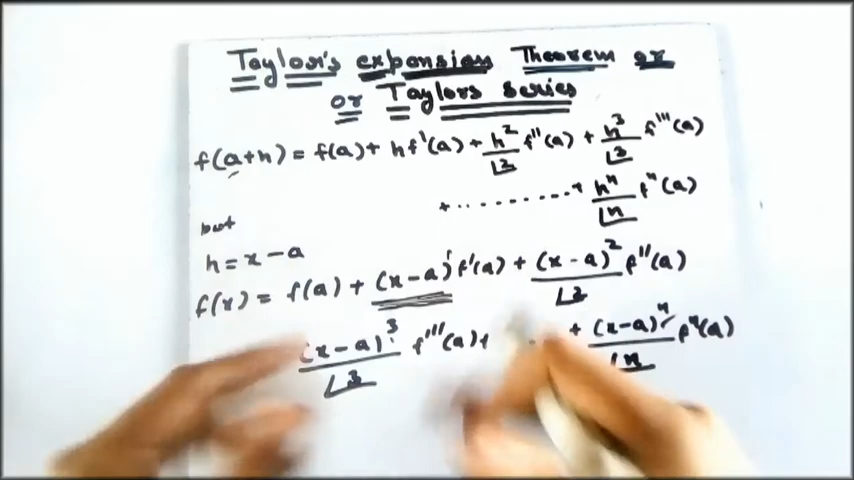 Taylor's expansion Theorem or
or Taylors series
f(a+h) = f(a) + h f'(a) + h²/⌊2 f''(a) + h³/⌊3 f'''(a)
+ ........... + hⁿ/⌊n fⁿ(a)
put
h = x - a
f(x) = f(a) + (x-a)' f'(a) + (x-a)²/⌊2 f''(a)
(x-a)³/⌊3 f'''(a) + ... + (x-a)ⁿ/⌊n fⁿ(a)